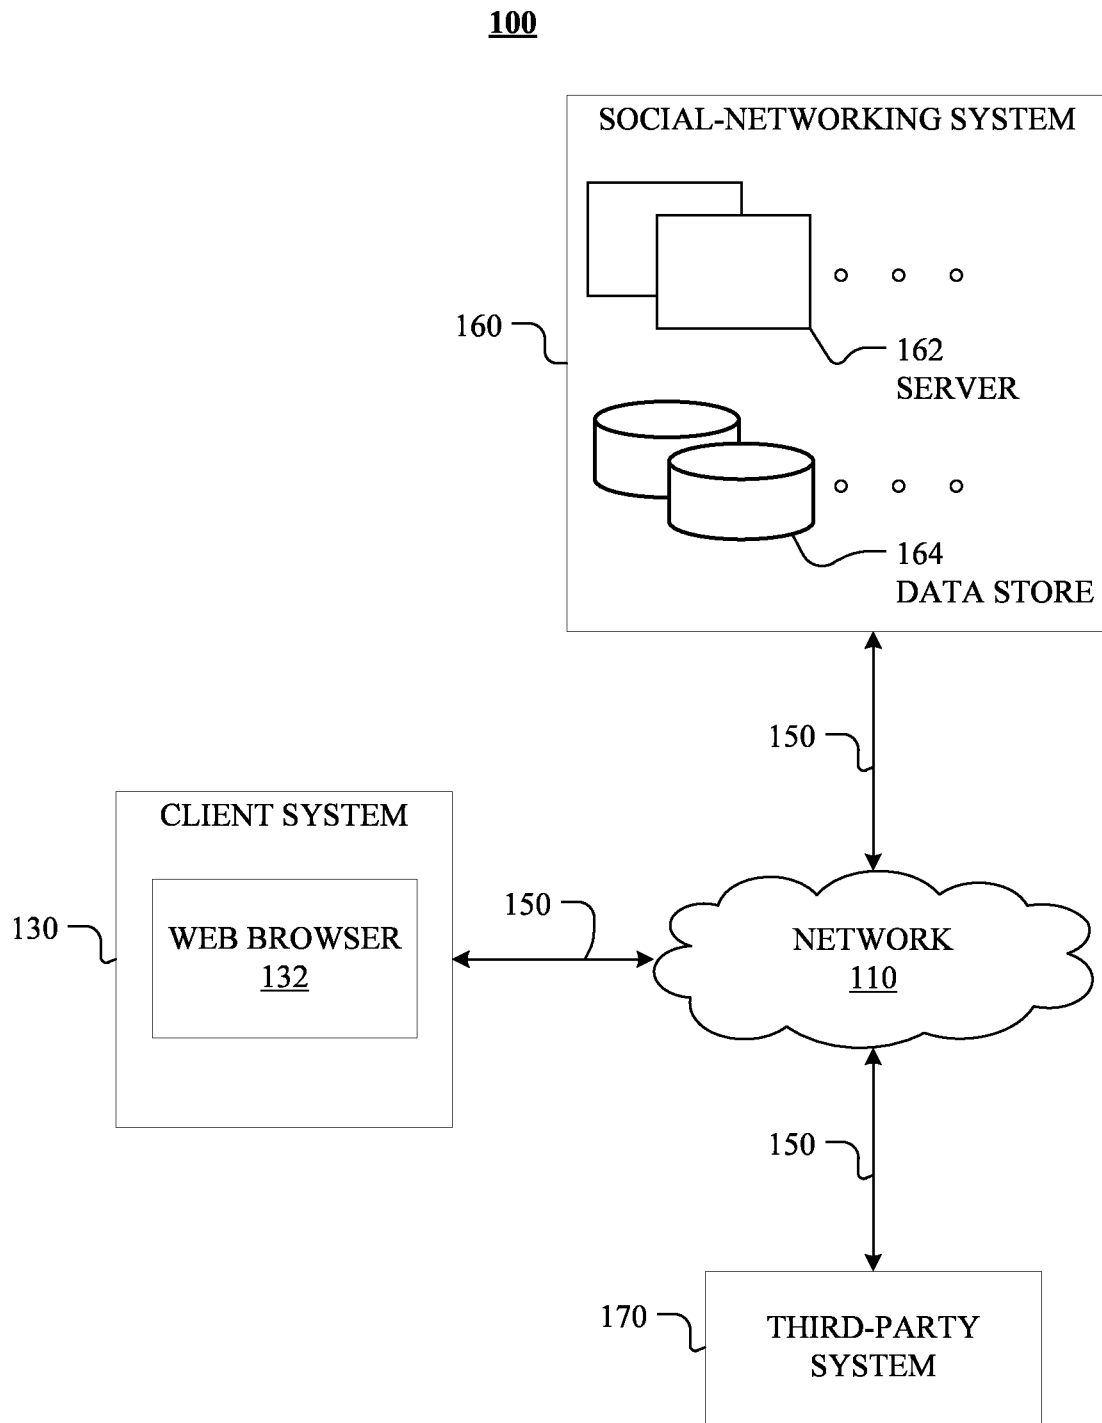 100
SOCIAL-NETWORKING SYSTEM
160
162
SERVER
164
DATA STORE
150
CLIENT SYSTEM
130
WEB BROWSER
132
150
NETWORK
110
150
170
THIRD-PARTY
SYSTEM